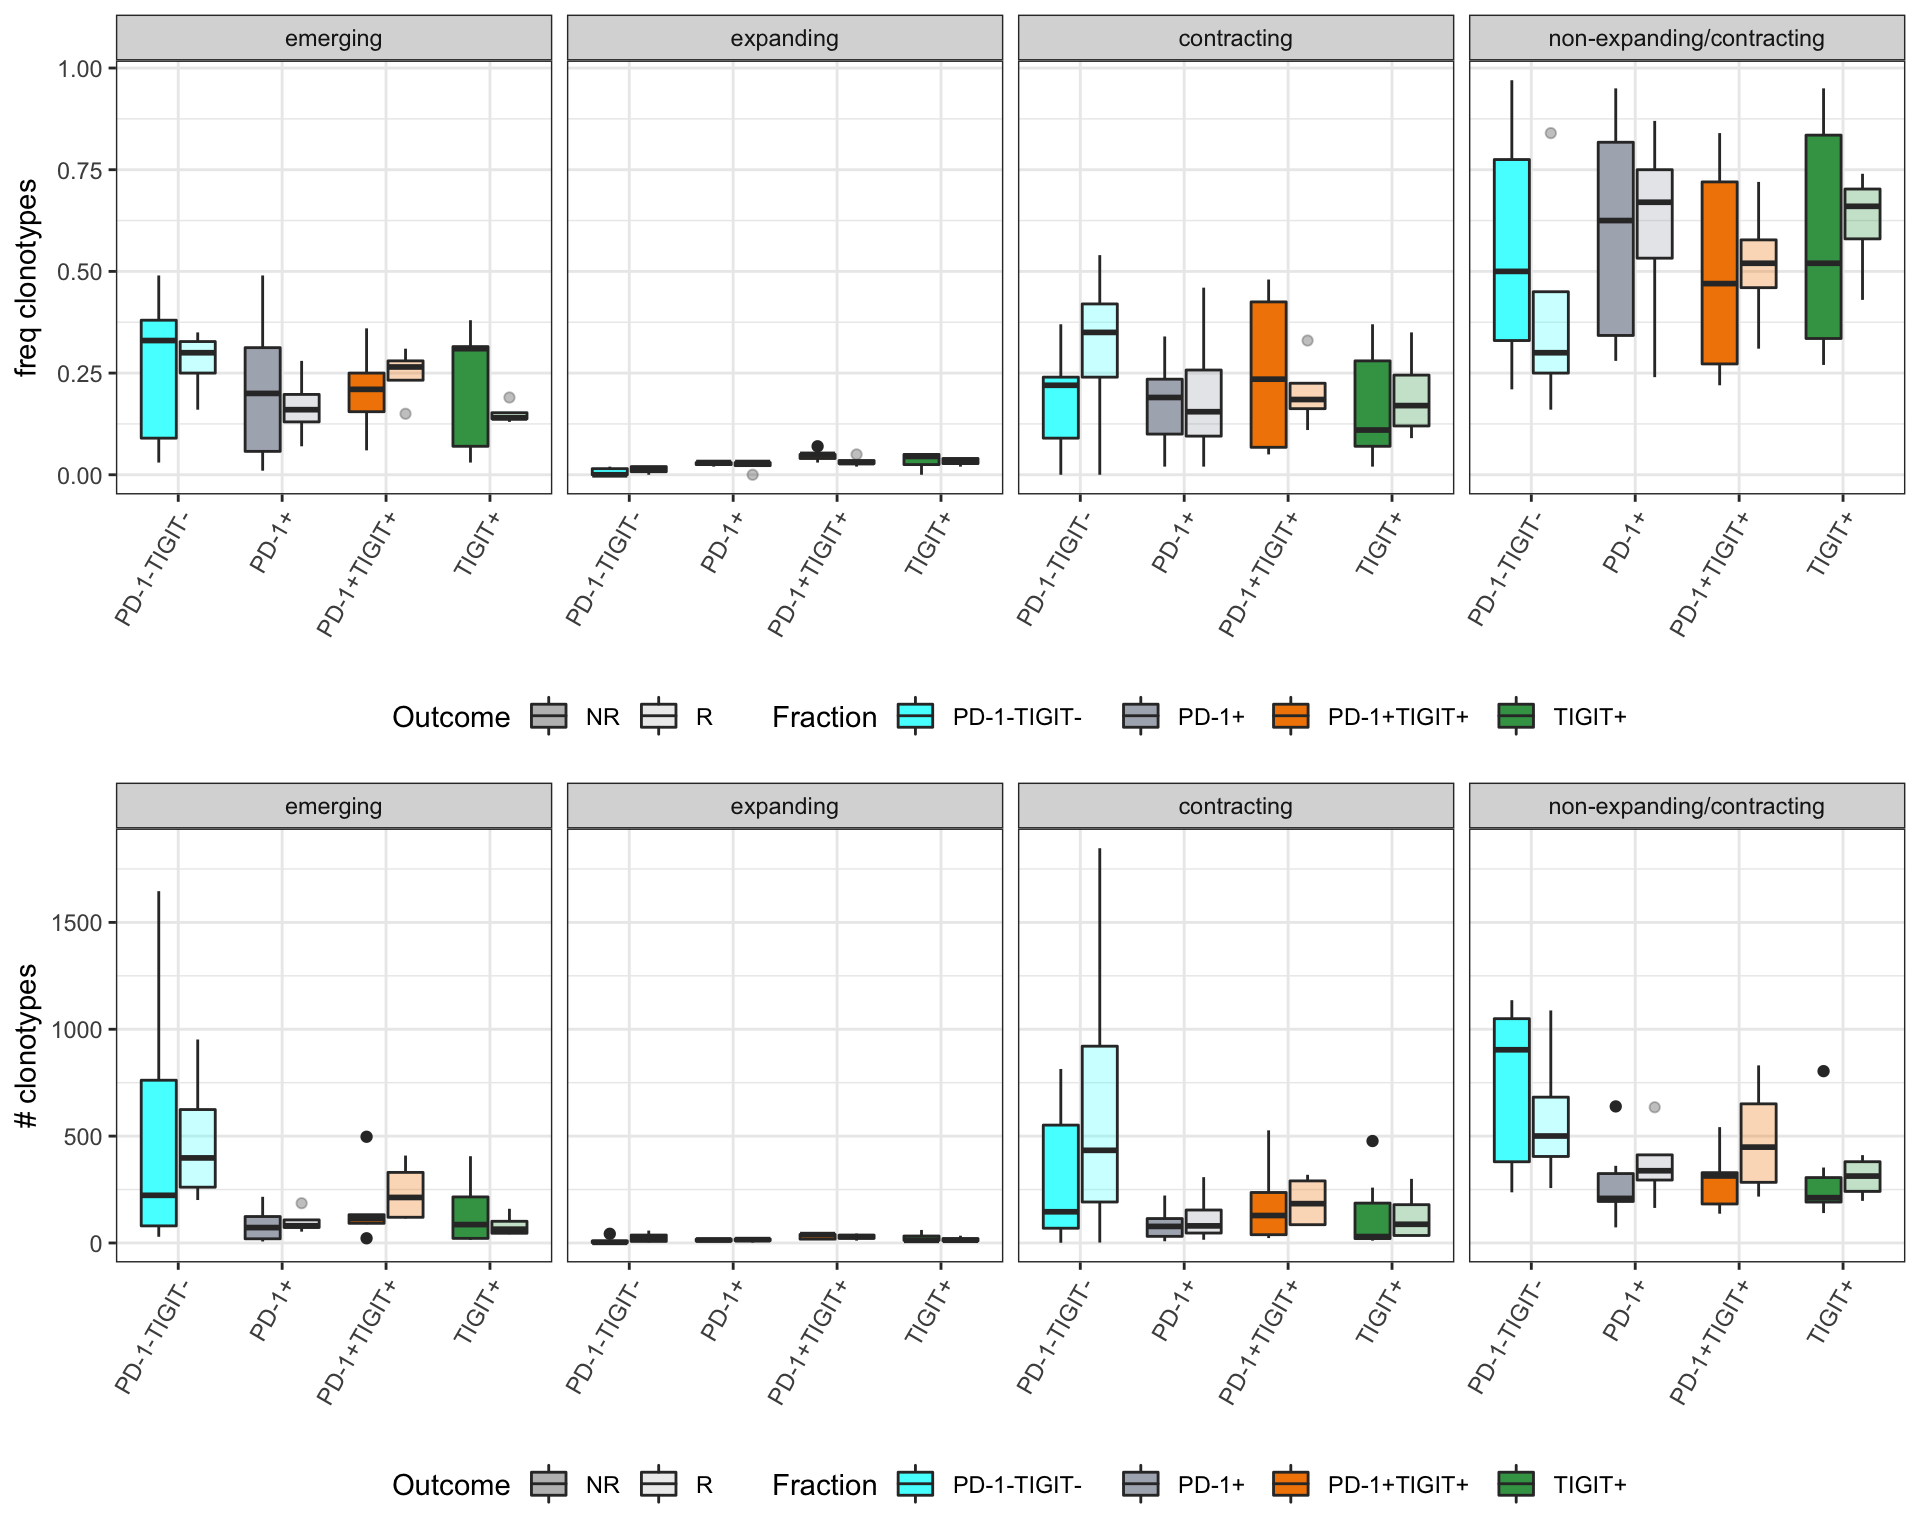 emerging expanding contracting non-expanding/contracting
1.00
0.75
0.50
0.25
0.00
freq clonotypes
PD-1-TIGIT- PD-1+ PD-1+TIGIT+ TIGIT+ PD-1-TIGIT- PD-1+ PD-1+TIGIT+ TIGIT+ PD-1-TIGIT- PD-1+ PD-1+TIGIT+ TIGIT+ PD-1-TIGIT- PD-1+ PD-1+TIGIT+ TIGIT+
Outcome NR R Fraction PD-1-TIGIT- PD-1+ PD-1+TIGIT+ TIGIT+
emerging expanding contracting non-expanding/contracting
1500
1000
500
0
# clonotypes
PD-1-TIGIT- PD-1+ PD-1+TIGIT+ TIGIT+ PD-1-TIGIT- PD-1+ PD-1+TIGIT+ TIGIT+ PD-1-TIGIT- PD-1+ PD-1+TIGIT+ TIGIT+ PD-1-TIGIT- PD-1+ PD-1+TIGIT+ TIGIT+
Outcome NR R Fraction PD-1-TIGIT- PD-1+ PD-1+TIGIT+ TIGIT+